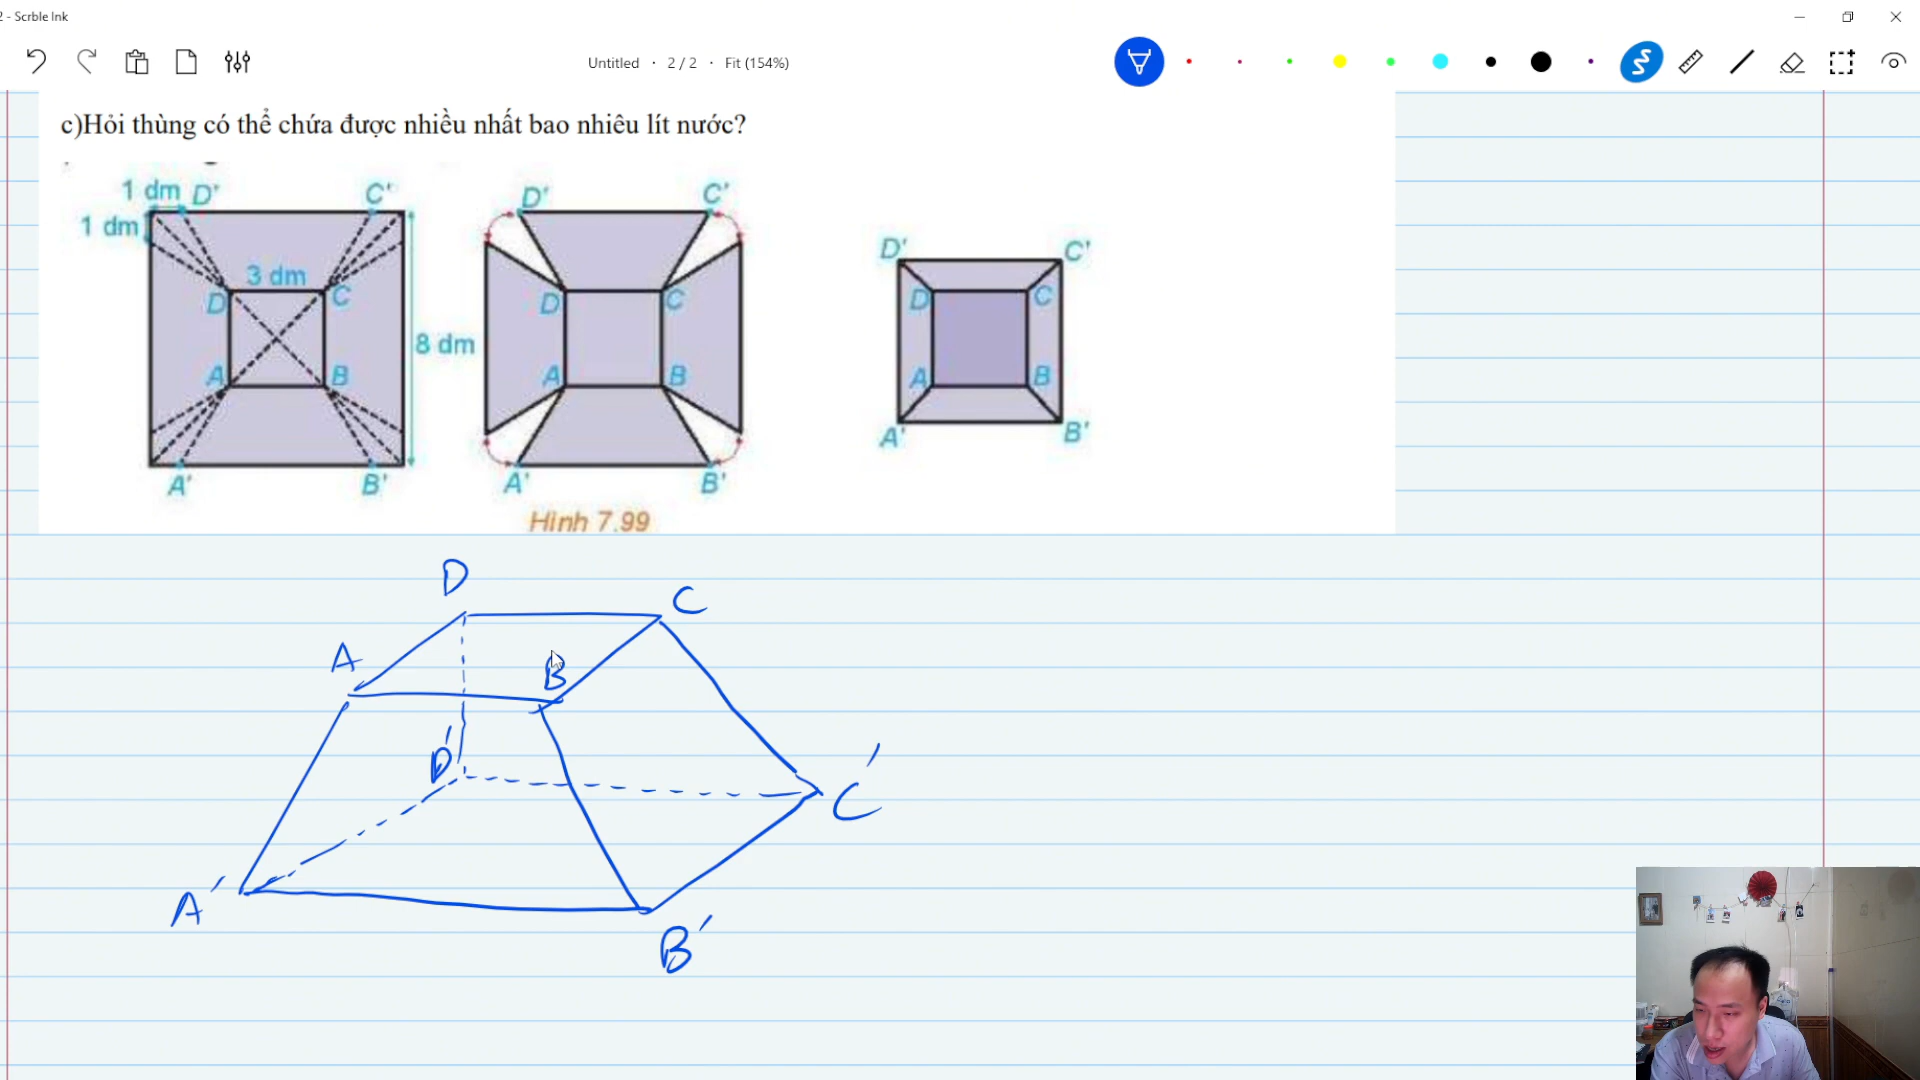 2 - Scrble Ink
Untitled · 2 / 2 · Fit (154%)
c)Hỏi thùng có thể chứa được nhiều nhất bao nhiêu lít nước?
1 dm D' C'
1 dm
3 dm
D C
8 dm
A B
A' B'
D' C'
D C
A B
A' B'
D' C'
D C
A B
A' B'
Hình 7.99
D
C
A
B
D'
C'
A'
B'